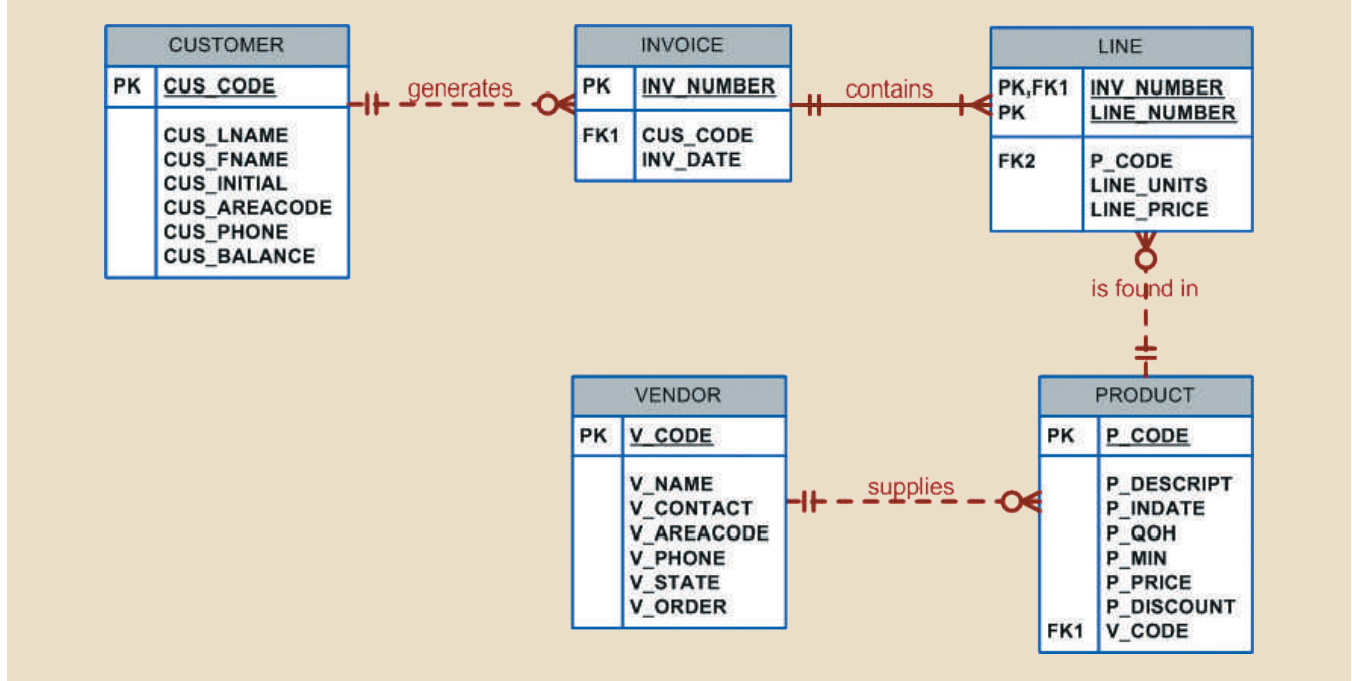 CUSTOMER
PK CUS_CODE
CUS_LNAME
CUS_FNAME
CUS_INITIAL
CUS_AREACODE
CUS_PHONE
CUS_BALANCE
generates
INVOICE
PK INV_NUMBER
FK1 CUS_CODE
INV_DATE
contains
LINE
PK,FK1 INV_NUMBER
PK LINE_NUMBER
FK2 P_CODE
LINE_UNITS
LINE_PRICE
is found in
VENDOR
PK V_CODE
V_NAME
V_CONTACT
V_AREACODE
V_PHONE
V_STATE
V_ORDER
supplies
PRODUCT
PK P_CODE
P_DESCRIPT
P_INDATE
P_QOH
P_MIN
P_PRICE
P_DISCOUNT
FK1 V_CODE